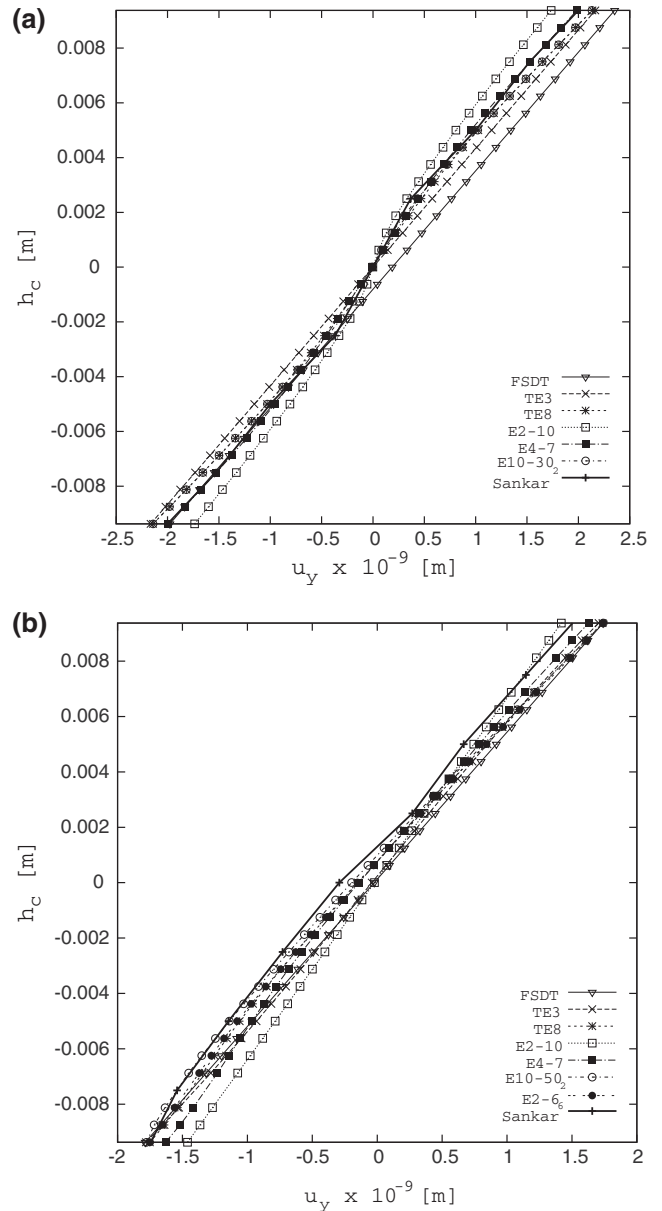 (a)
0.008
0.006
0.004
0.002
0
-0.002
-0.004
-0.006
-0.008
h_c [m]
FSDT
TE3
TE8
E2-10
E4-7
E10-30₂
Sankar
-2.5 -2 -1.5 -1 -0.5 0 0.5 1 1.5 2 2.5
u_y x 10⁻⁹ [m]
(b)
0.008
0.006
0.004
0.002
0
-0.002
-0.004
-0.006
-0.008
h_c [m]
FSDT
TE3
TE8
E2-10
E4-7
E10-50₂
E2-6₆
Sankar
-2 -1.5 -1 -0.5 0 0.5 1 1.5 2
u_y x 10⁻⁹ [m]